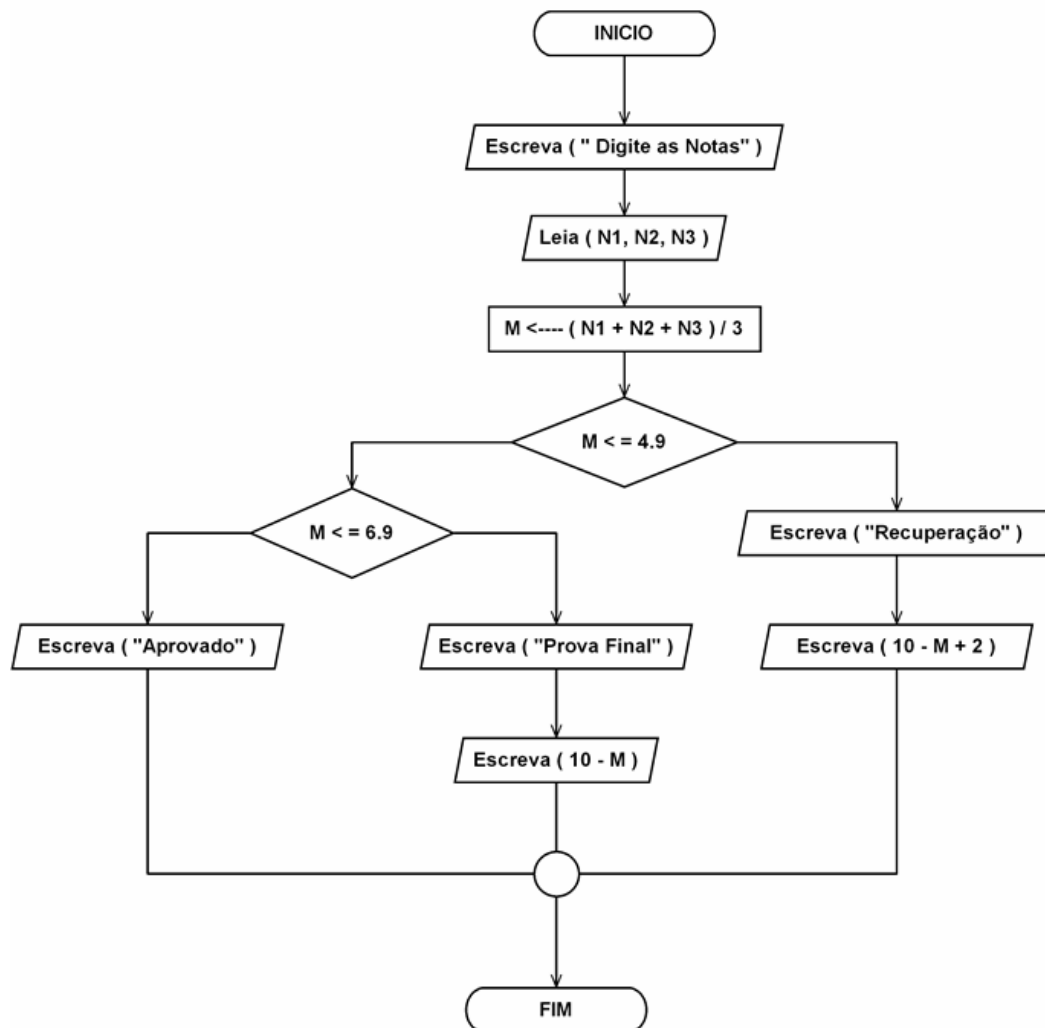 INICIO
Escreva ( " Digite as Notas" )
Leia ( N1, N2, N3 )
M <---- ( N1 + N2 + N3 ) / 3
M < = 4.9
M < = 6.9
Escreva ( "Recuperação" )
Escreva ( "Aprovado" )
Escreva ( "Prova Final" )
Escreva ( 10 - M + 2 )
Escreva ( 10 - M )
FIM